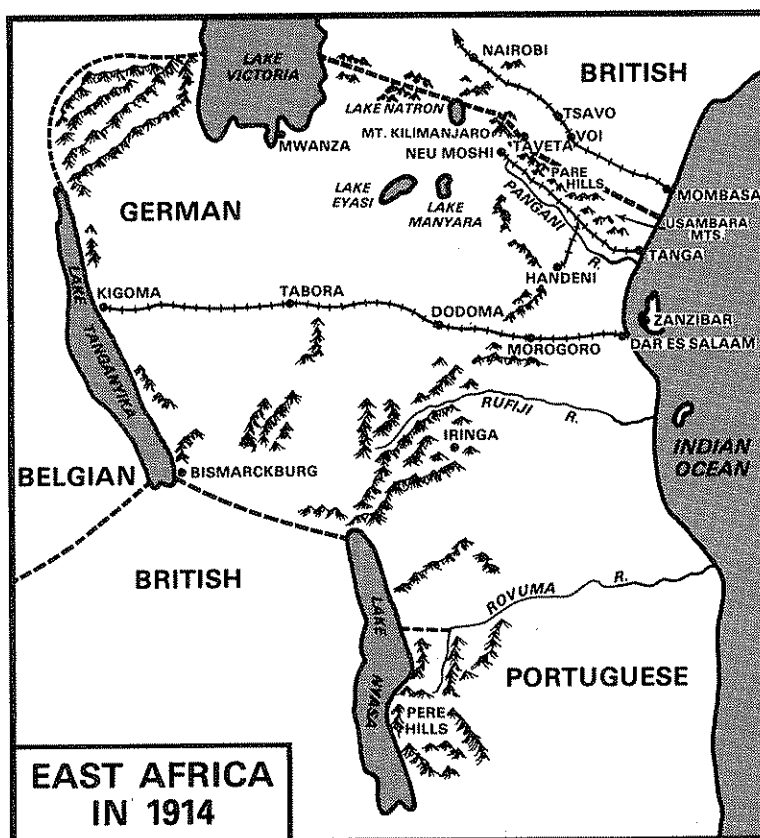 LAKE
VICTORIA
NAIROBI
BRITISH
LAKE NATRON
TSAVO
MT. KILIMANJARO
VOI
MWANZA
TAVETA
NEU MOSHI
PARE
HILLS
LAKE
EYASI
LAKE
MANYARA
PANGANI
R.
MOMBASA
GERMAN
USAMBARA
MTS.
TANGA
HANDENI
KIGOMA
TABORA
DODOMA
ZANZIBAR
MOROGORO
DAR ES SALAAM
LAKE
TANGANYIKA
RUFIJI
R.
IRINGA
INDIAN
OCEAN
BELGIAN
BISMARCKBURG
BRITISH
LAKE
NYASA
ROVUMA
R.
PORTUGUESE
PERE
HILLS
EAST AFRICA
IN 1914